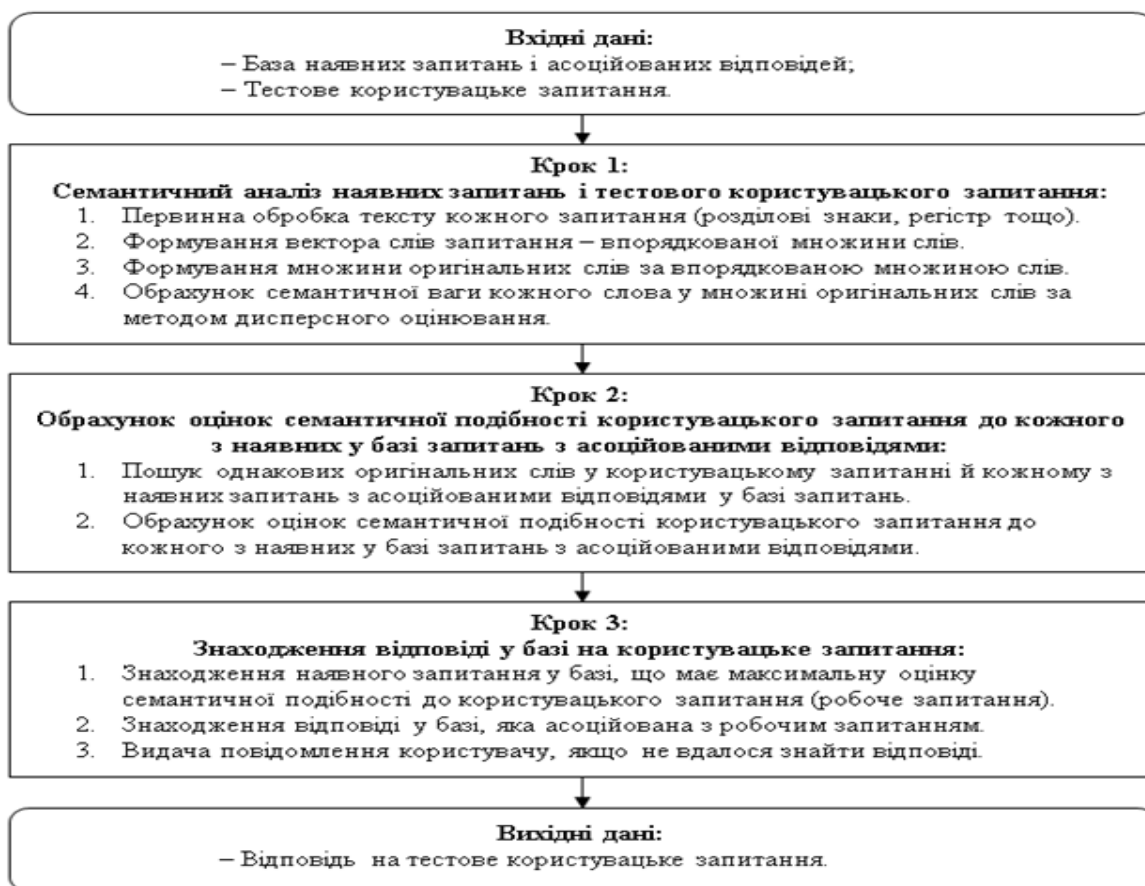 Вхідні дані:
– База наявних запитань і асоційованих відповідей;
– Тестове користувацьке запитання.
Крок 1:
Семантичний аналіз наявних запитань і тестового користувацького запитання:
1. Первинна обробка тексту кожного запитання (розділові знаки, регістр тощо).
2. Формування вектора слів запитання – впорядкованої множини слів.
3. Формування множини оригінальних слів за впорядкованою множиною слів.
4. Обрахунок семантичної ваги кожного слова у множині оригінальних слів за
методом дисперсного оцінювання.
Крок 2:
Обрахунок оцінок семантичної подібності користувацького запитання до кожного
з наявних у базі запитань з асоційованими відповідями:
1. Пошук однакових оригінальних слів у користувацькому запитанні й кожному з
наявних запитань з асоційованими відповідями у базі запитань.
2. Обрахунок оцінок семантичної подібності користувацького запитання до
кожного з наявних у базі запитань з асоційованими відповідями.
Крок 3:
Знаходження відповіді у базі на користувацьке запитання:
1. Знаходження наявного запитання у базі, що має максимальну оцінку
семантичної подібності до користувацького запитання (робоче запитання).
2. Знаходження відповіді у базі, яка асоційована з робочим запитанням.
3. Видача повідомлення користувачу, якщо не вдалося знайти відповіді.
Вихідні дані:
– Відповідь на тестове користувацьке запитання.